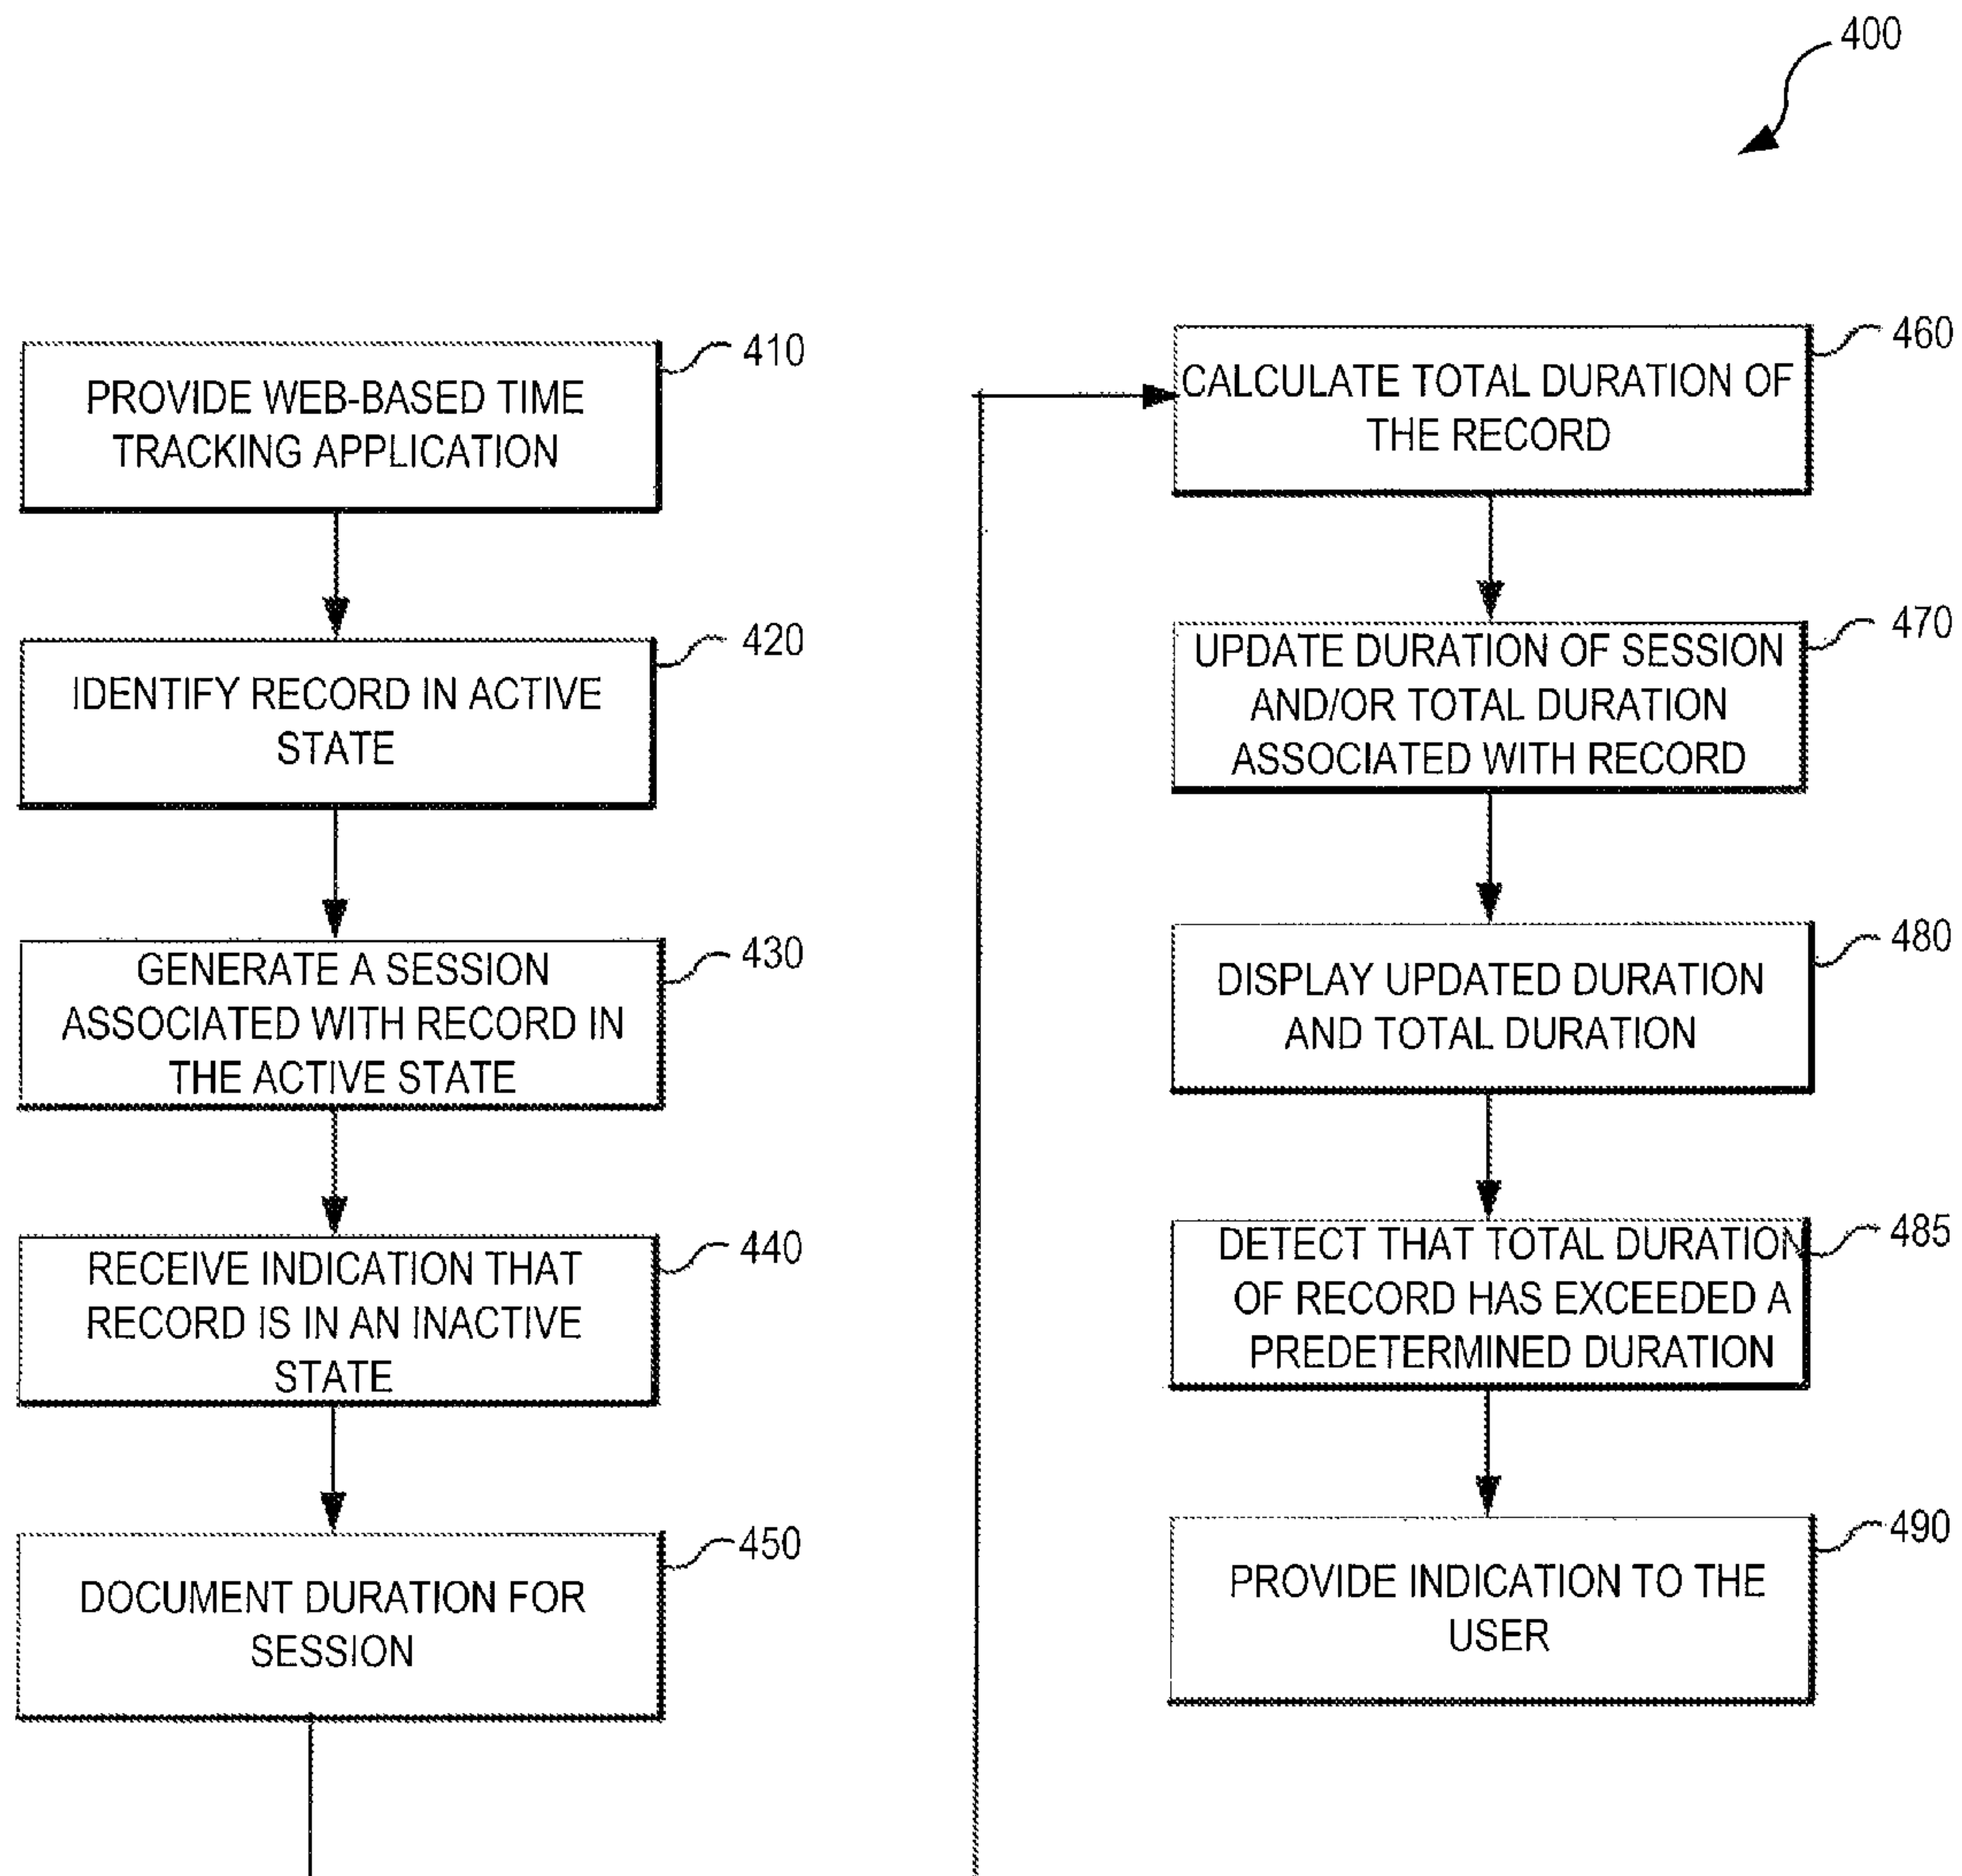 400
410
PROVIDE WEB-BASED TIME
TRACKING APPLICATION
420
IDENTIFY RECORD IN ACTIVE
STATE
430
GENERATE A SESSION
ASSOCIATED WITH RECORD IN
THE ACTIVE STATE
440
RECEIVE INDICATION THAT
RECORD IS IN AN INACTIVE
STATE
450
DOCUMENT DURATION FOR
SESSION
460
CALCULATE TOTAL DURATION OF
THE RECORD
470
UPDATE DURATION OF SESSION
AND/OR TOTAL DURATION
ASSOCIATED WITH RECORD
480
DISPLAY UPDATED DURATION
AND TOTAL DURATION
485
DETECT THAT TOTAL DURATION
OF RECORD HAS EXCEEDED A
PREDETERMINED DURATION
490
PROVIDE INDICATION TO THE
USER